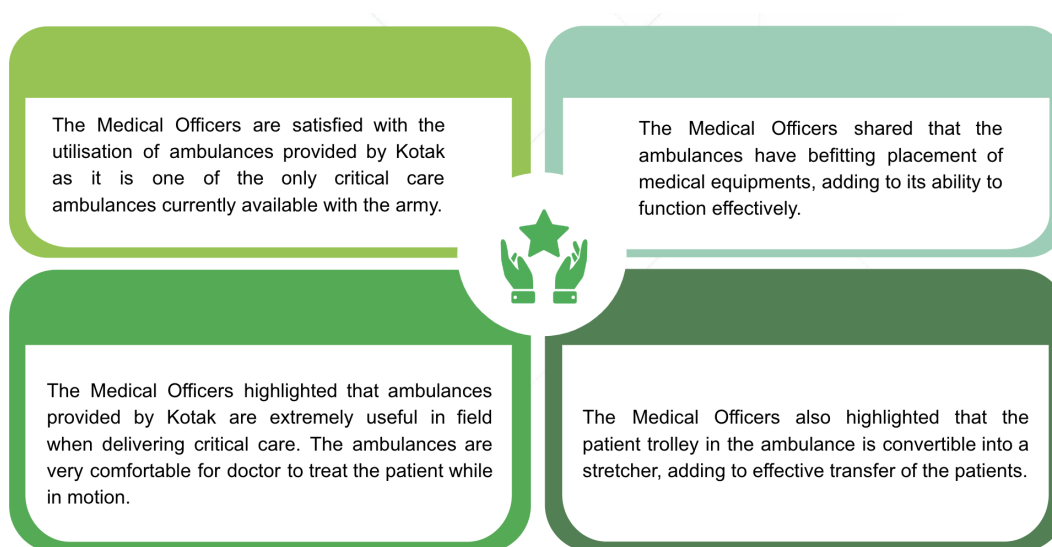 The Medical Officers are satisfied with the
utilisation of ambulances provided by Kotak
as it is one of the only critical care
ambulances currently available with the army.
The Medical Officers shared that the
ambulances have befitting placement of
medical equipments, adding to its ability to
function effectively.
The Medical Officers highlighted that ambulances
provided by Kotak are extremely useful in field
when delivering critical care. The ambulances are
very comfortable for doctor to treat the patient while
in motion.
The Medical Officers also highlighted that the
patient trolley in the ambulance is convertible into a
stretcher, adding to effective transfer of the patients.